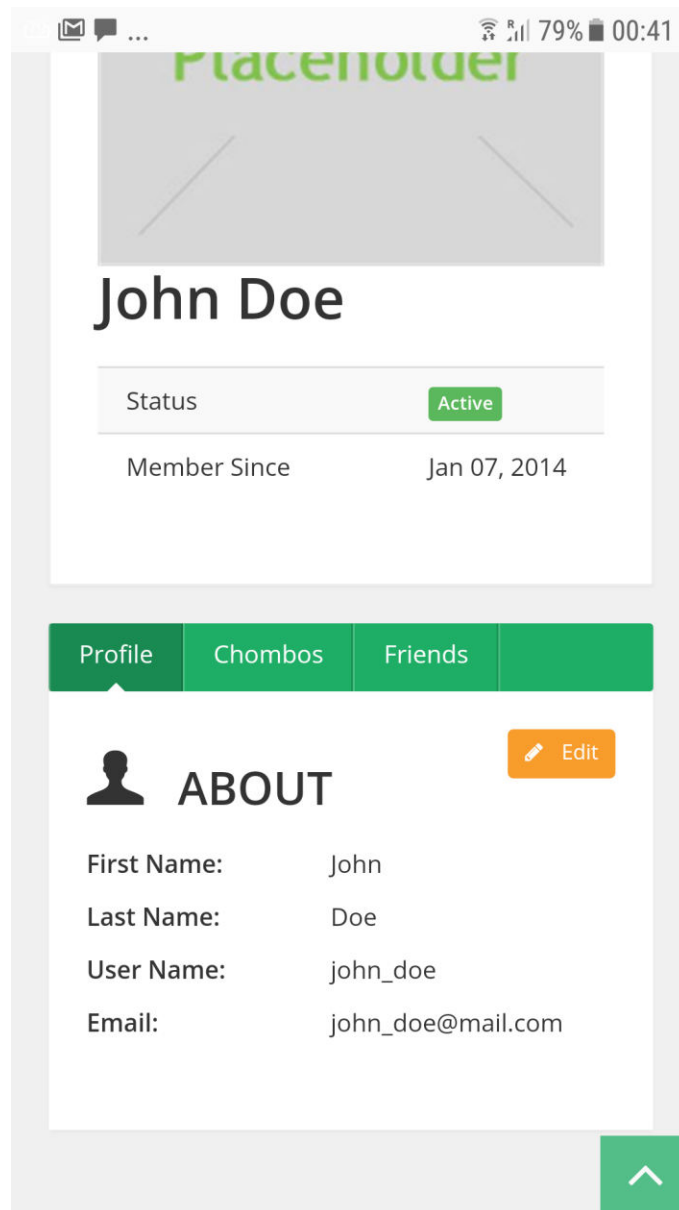 ... R 79% 00:41
Placeholder
John Doe
Status Active
Member Since Jan 07, 2014
Profile Chombos Friends
Edit
ABOUT
First Name: John
Last Name: Doe
User Name: john_doe
Email: john_doe@mail.com